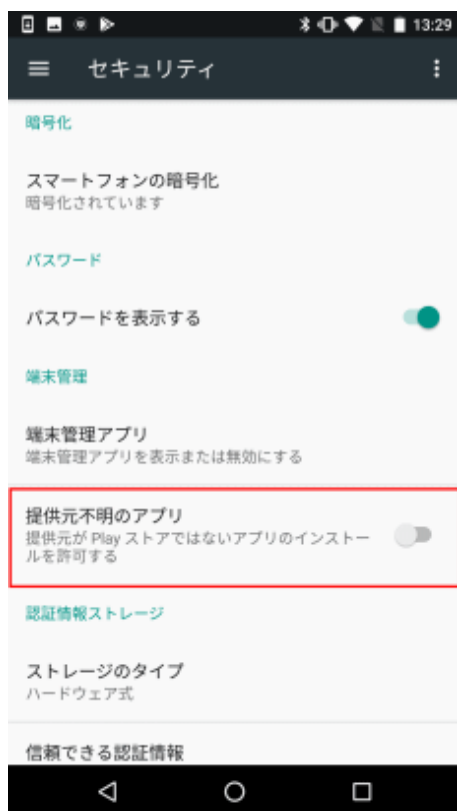 13:29
セキュリティ
暗号化
スマートフォンの暗号化
暗号化されています
パスワード
パスワードを表示する
端末管理
端末管理アプリ
端末管理アプリを表示または無効にする
提供元不明のアプリ
提供元が Play ストアではないアプリのインストー
ルを許可する
認証情報ストレージ
ストレージのタイプ
ハードウェア式
信頼できる認証情報